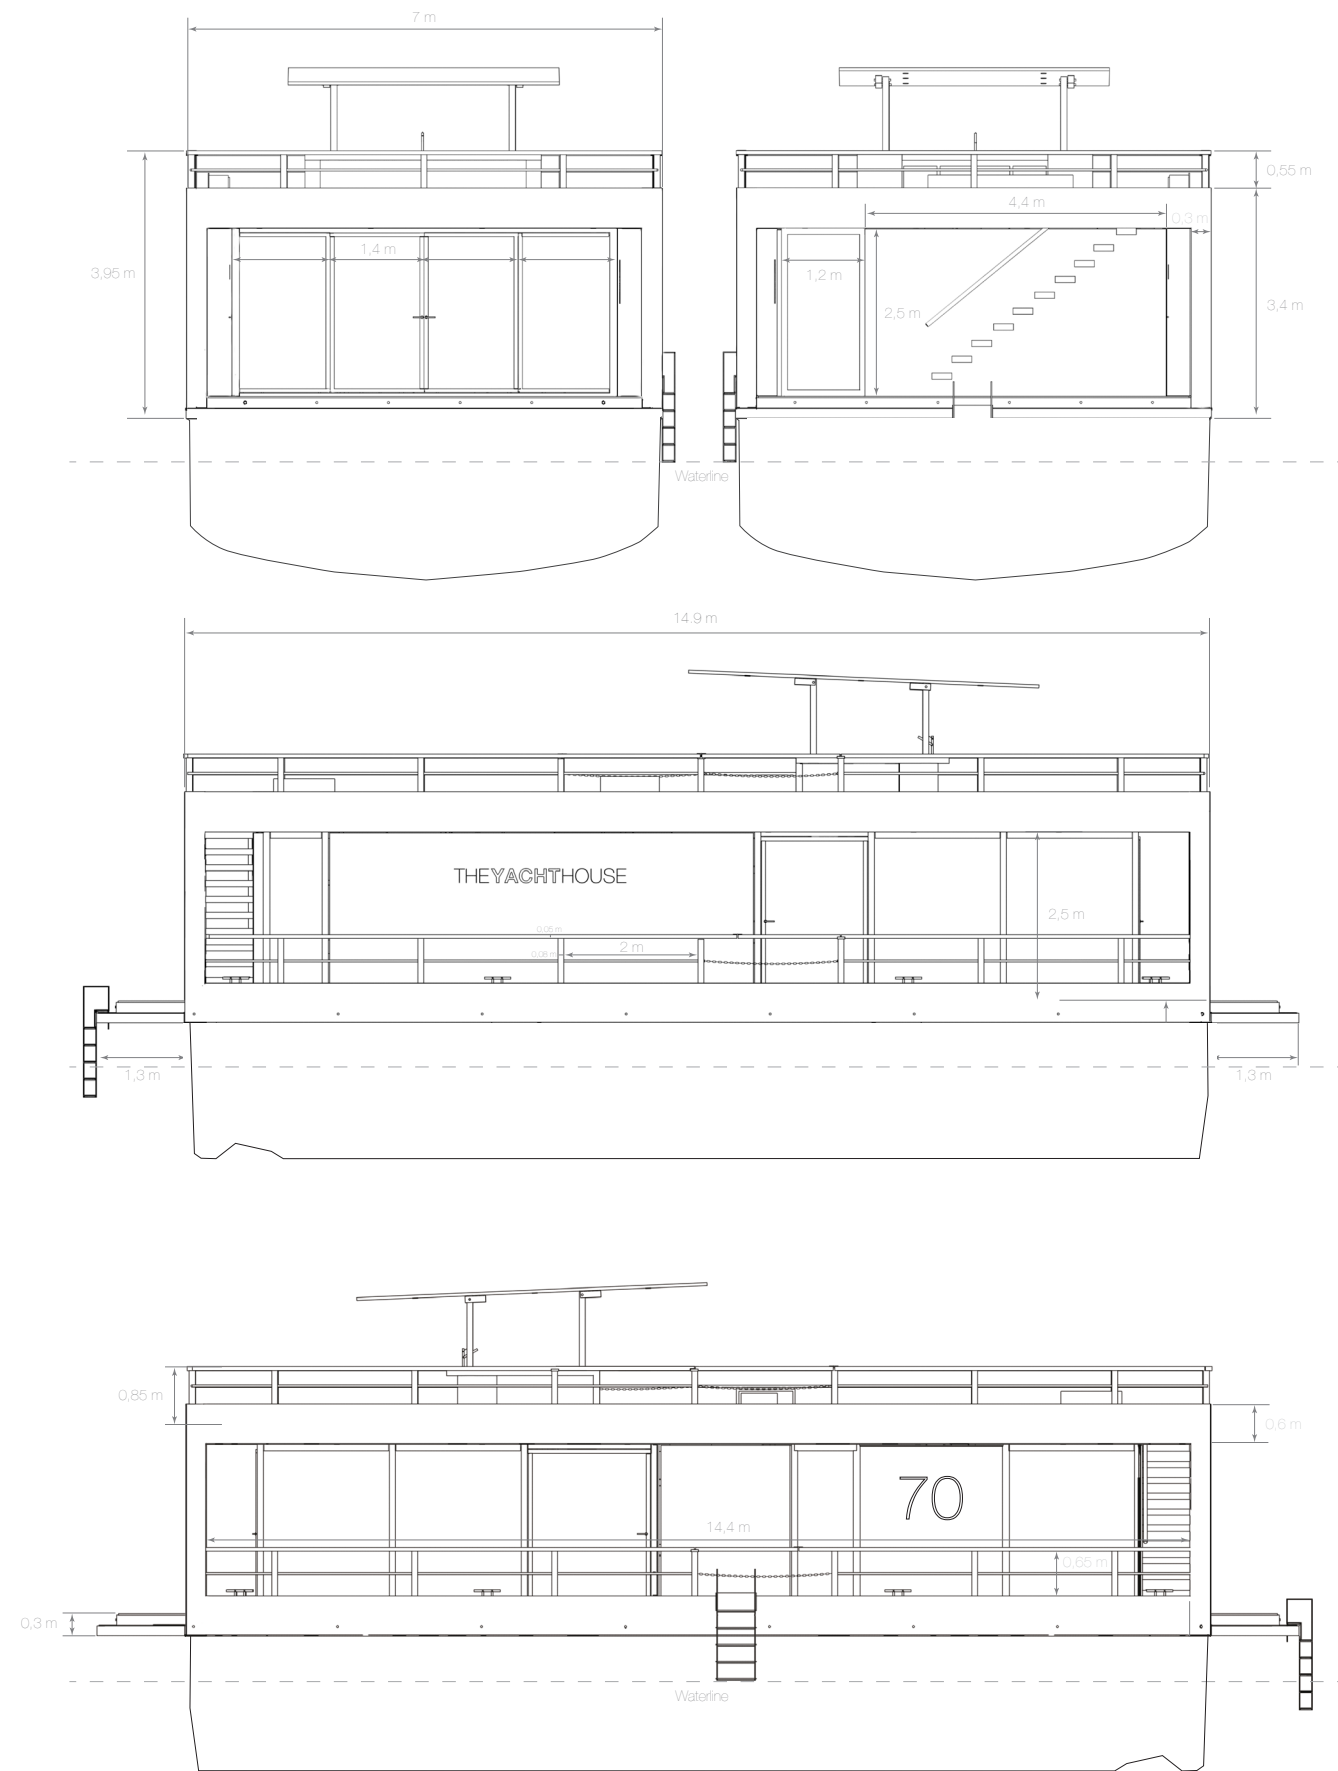 7 m
0,55 m
4,4 m
0.3 m
1,4 m
3,95 m
1,2 m
2,5 m
3,4 m
Waterline
14.9 m
THEYACHTHOUSE
2,5 m
0.05 m
2 m
0.08 m
1,3 m
1,3 m
0,85 m
0,6 m
70
14,4 m
0,65 m
0,3 m
Waterline